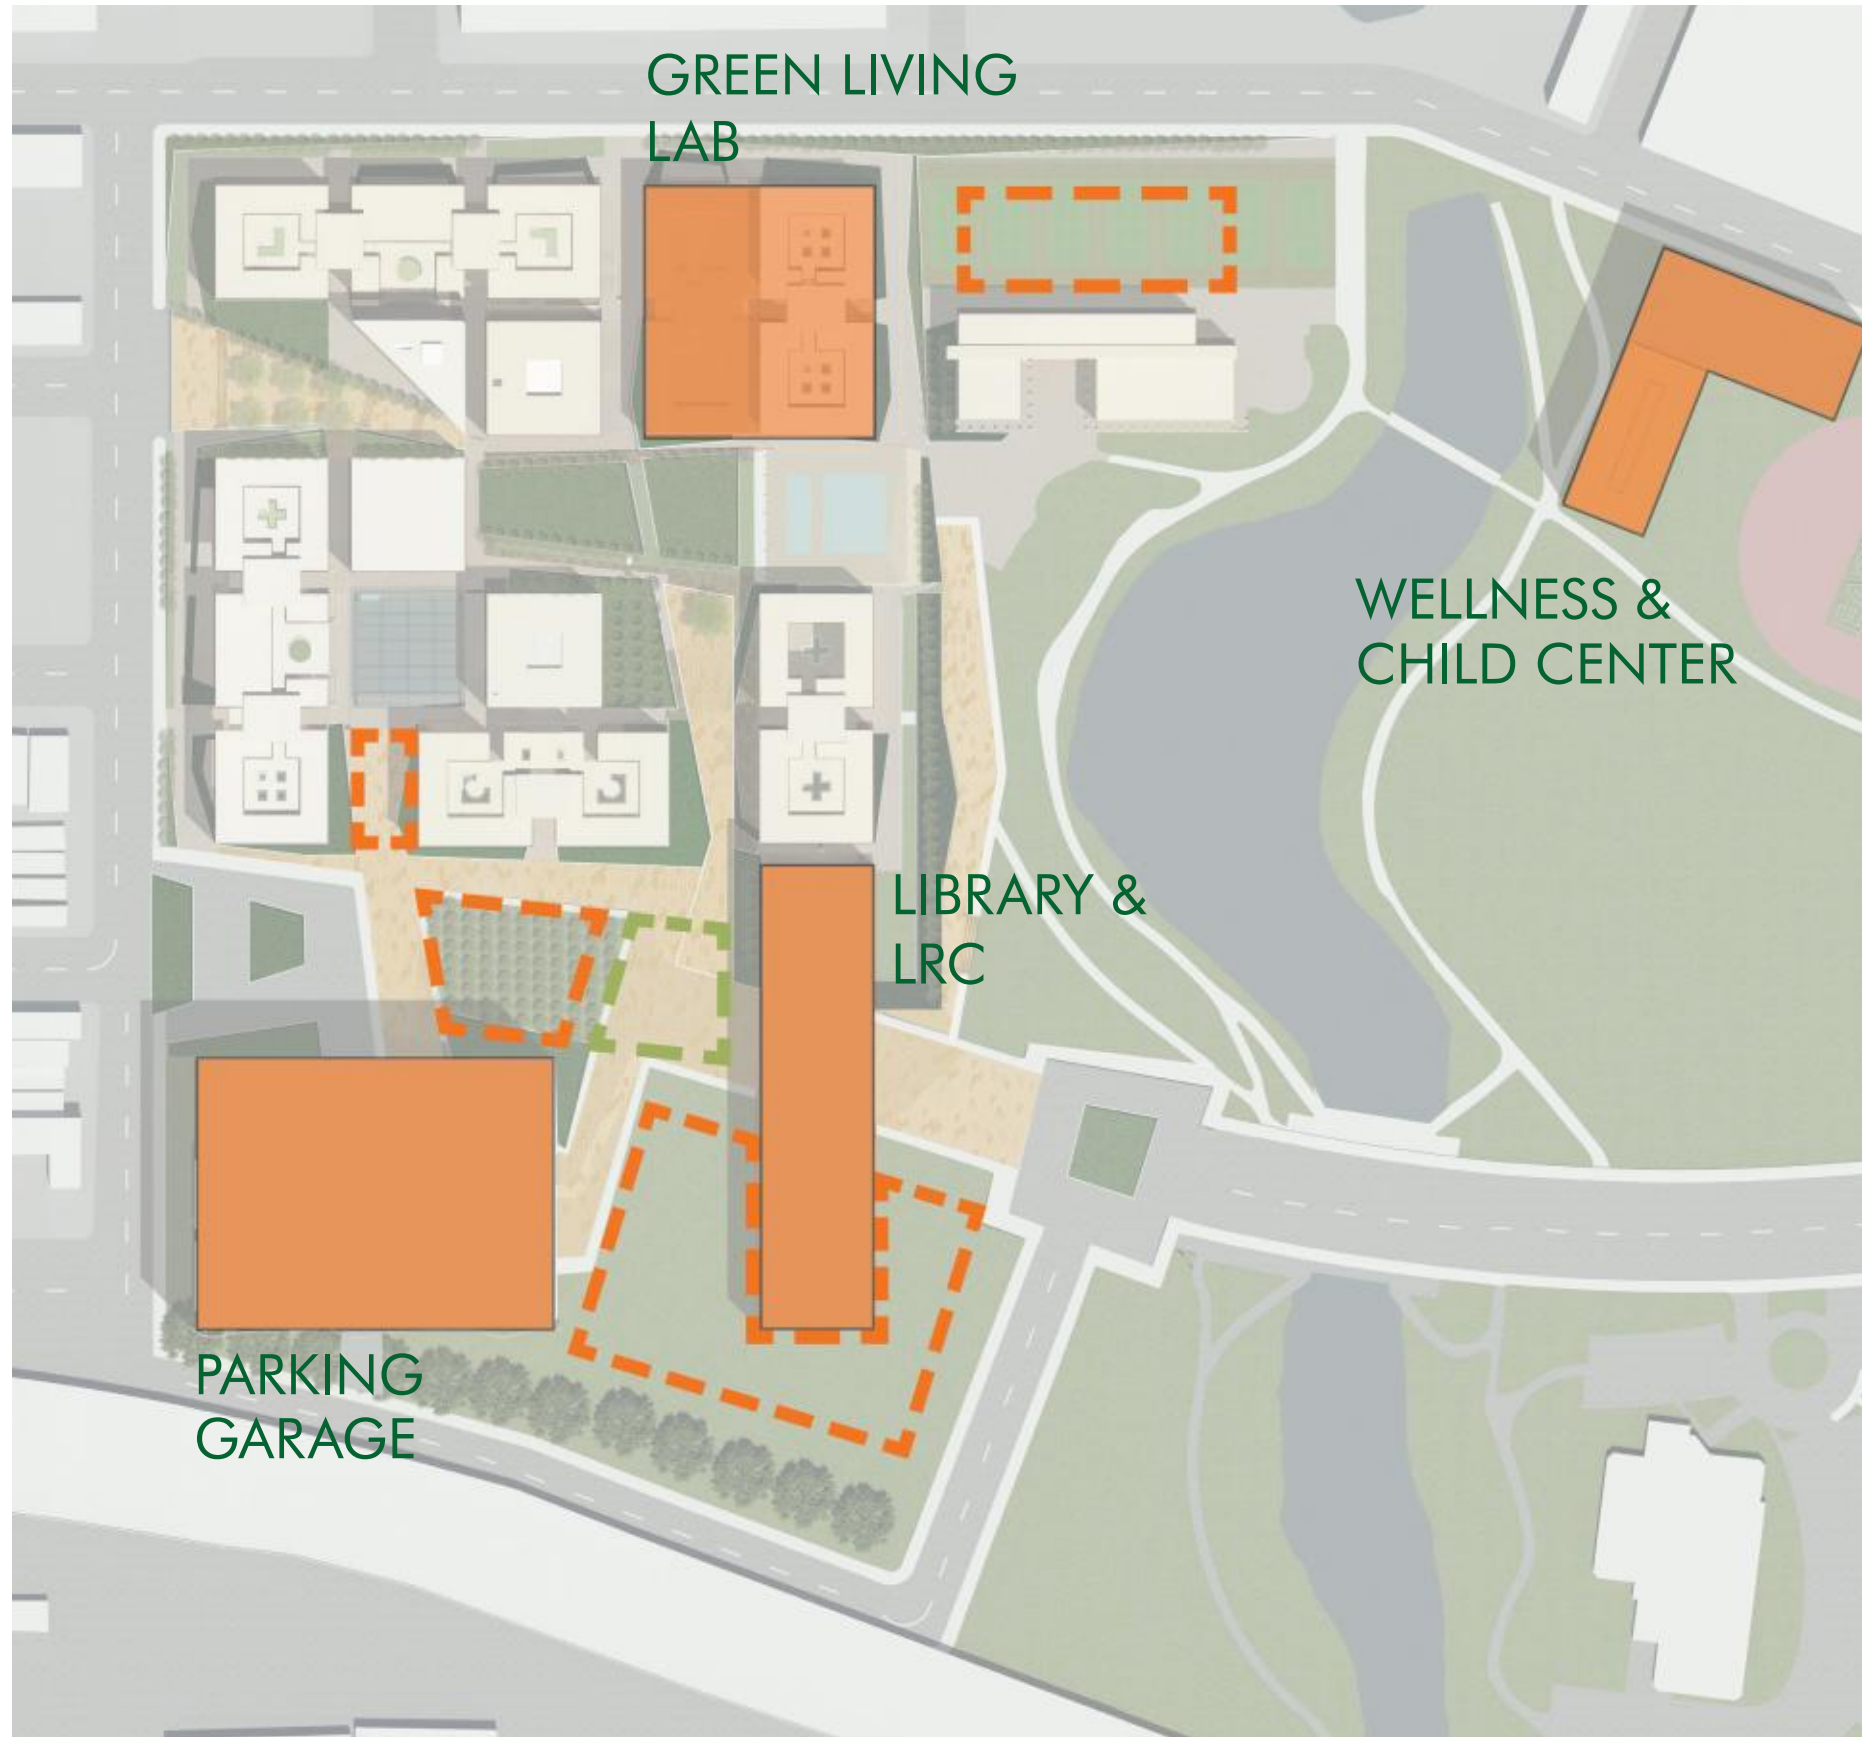 GREEN LIVING
LAB
WELLNESS &
CHILD CENTER
LIBRARY &
LRC
PARKING
GARAGE